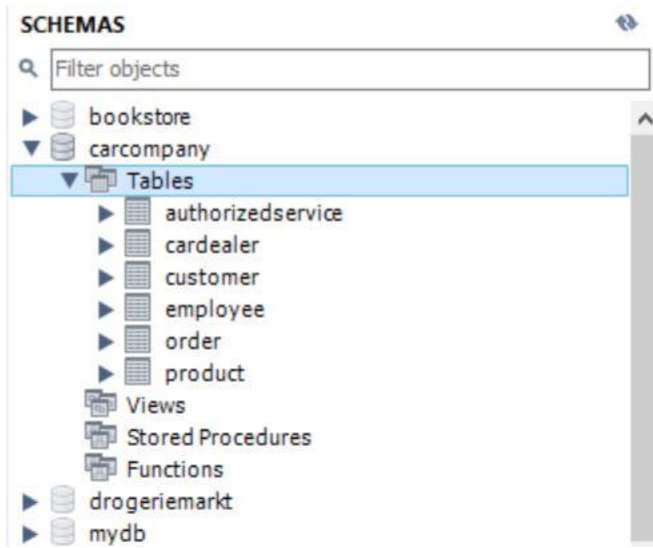 SCHEMAS
Filter objects
bookstore
carcompany
Tables
authorizedservice
cardealer
customer
employee
order
product
Views
Stored Procedures
Functions
drogeriemarkt
mydb